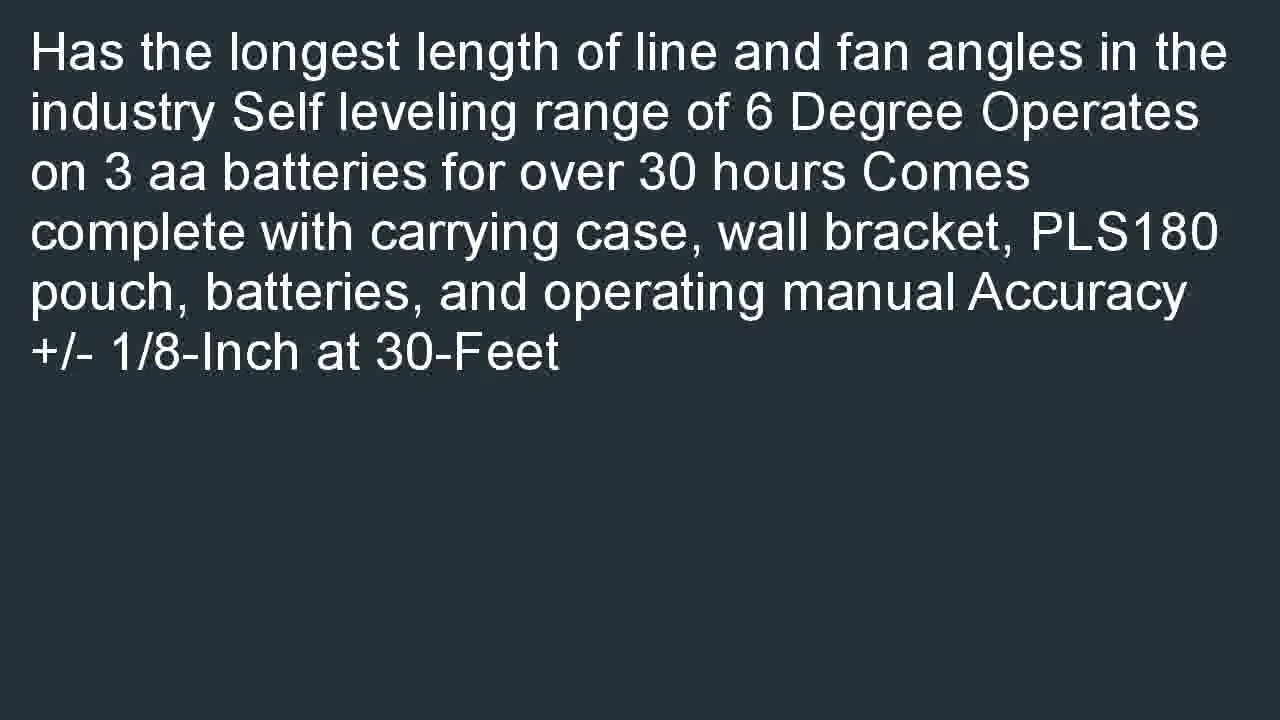 Has the longest length of line and fan angles in the
industry Self leveling range of 6 Degree Operates
on 3 aa batteries for over 30 hours Comes
complete with carrying case, wall bracket, PLS180
pouch, batteries, and operating manual Accuracy
+/- 1/8-Inch at 30-Feet